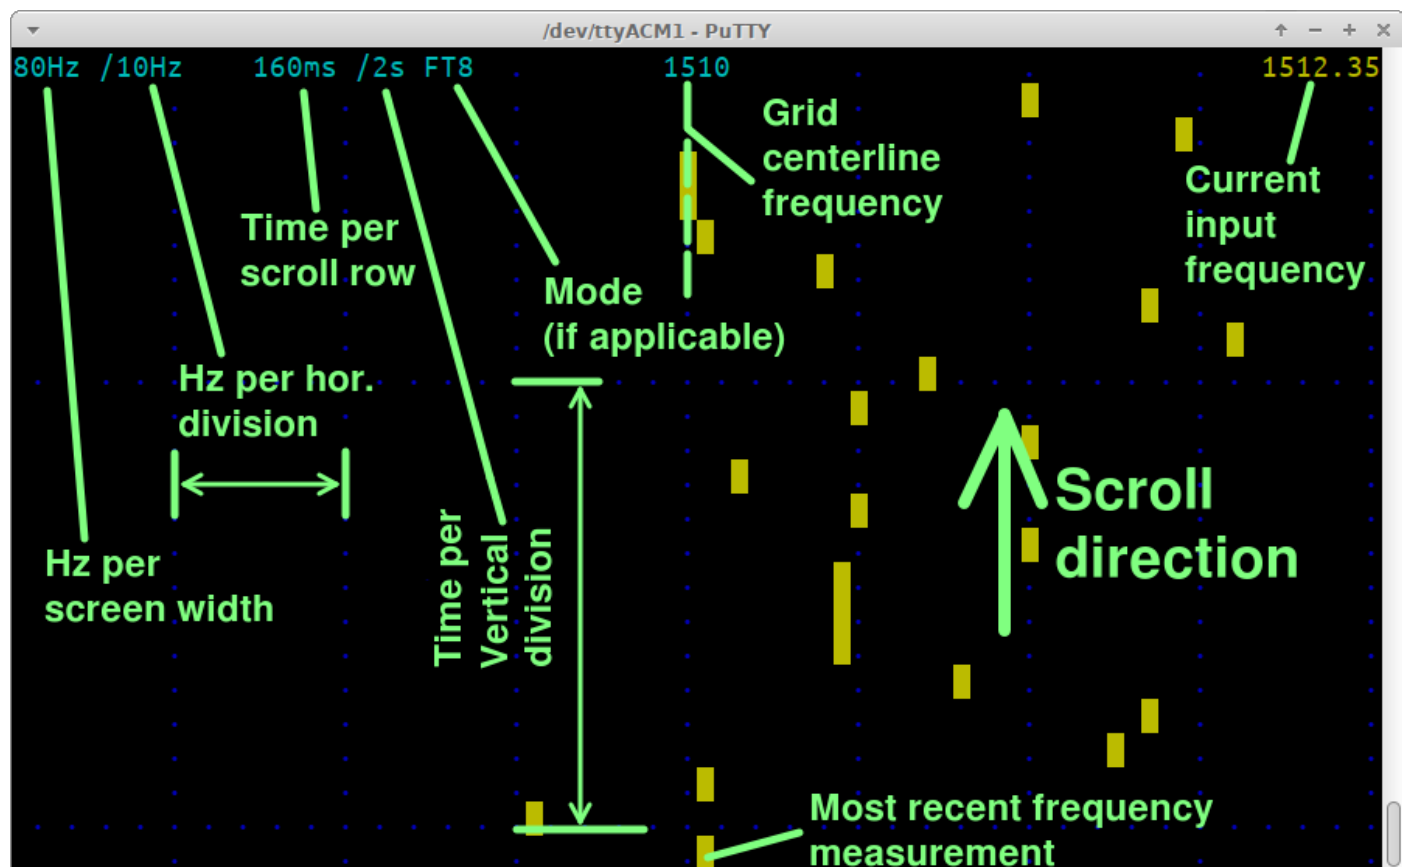 /dev/ttyACM1 - PuTTY
80Hz /10Hz 160ms /2s FT8 1510 1512.35
Grid
centerline
frequency
Current
input
frequency
Time per
scroll row
Mode
(if applicable)
Hz per hor.
division
Scroll
direction
Time per
Vertical
division
Hz per
screen width
Most recent frequency
measurement